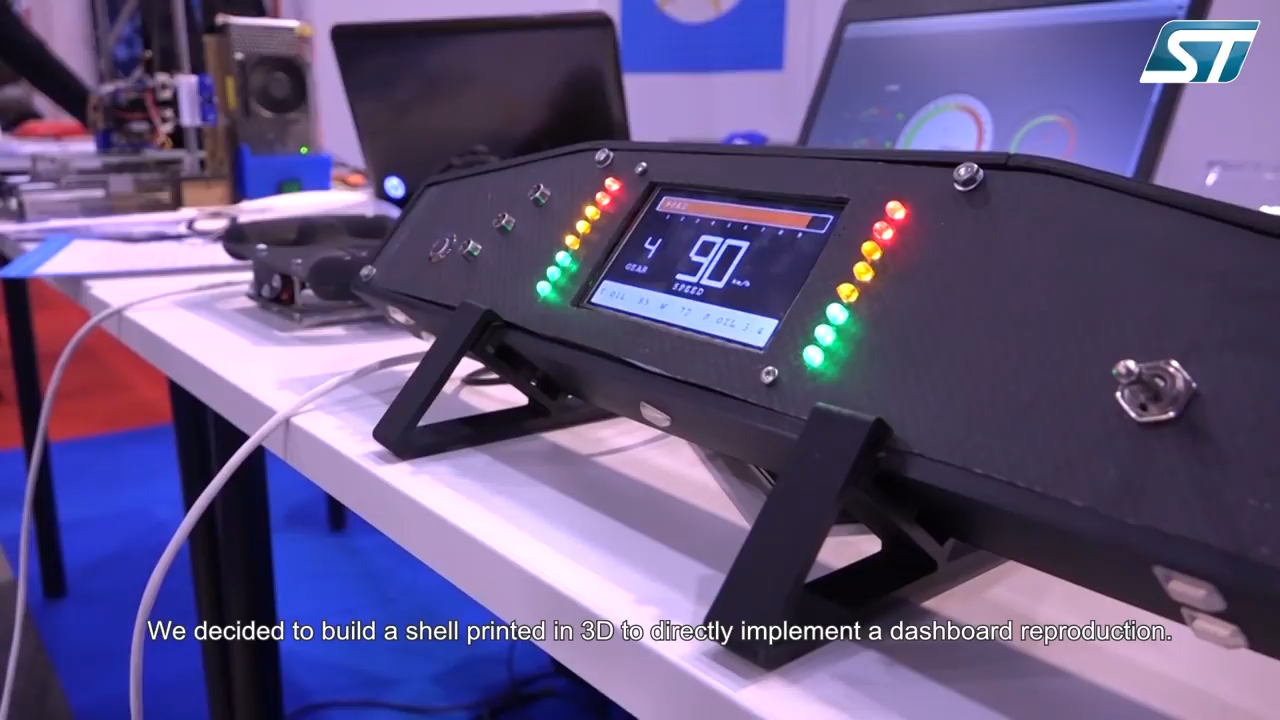 ST
4
GEAR
90
km/h
SPEED
We decided to build a shell printed in 3D to directly implement a dashboard reproduction.